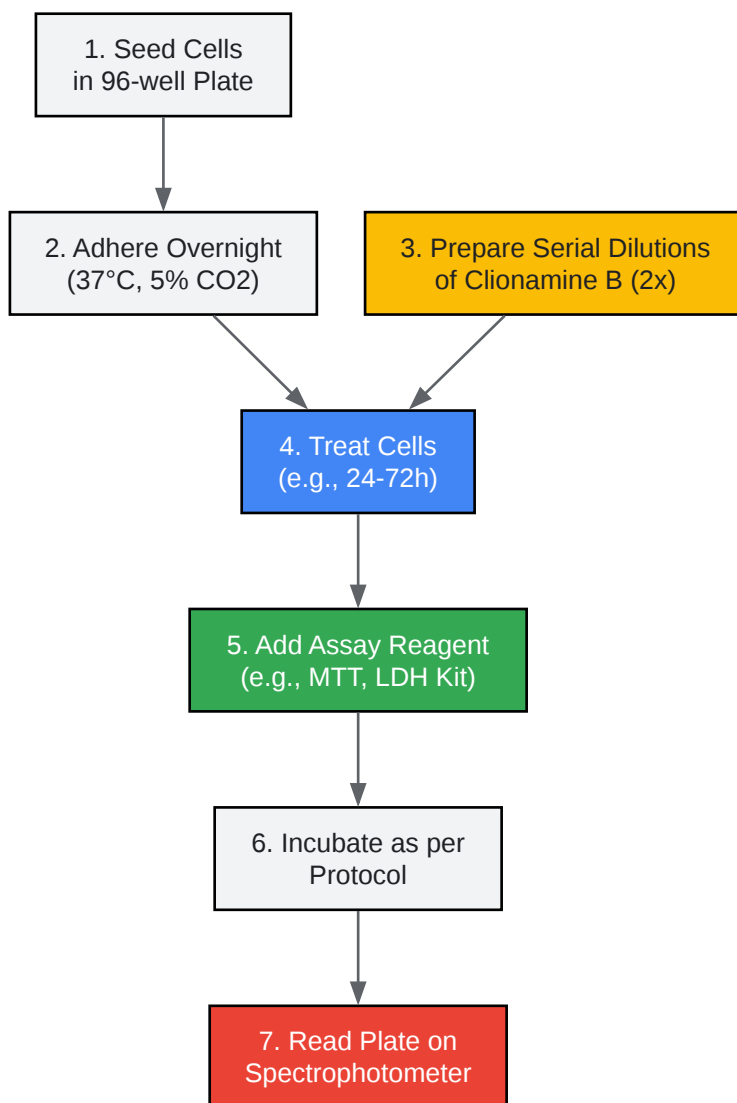 1. Seed Cells
in 96-well Plate
2. Adhere Overnight
(37°C, 5% CO2)
3. Prepare Serial Dilutions
of Clionamine B (2x)
4. Treat Cells
(e.g., 24-72h)
5. Add Assay Reagent
(e.g., MTT, LDH Kit)
6. Incubate as per
Protocol
7. Read Plate on
Spectrophotometer